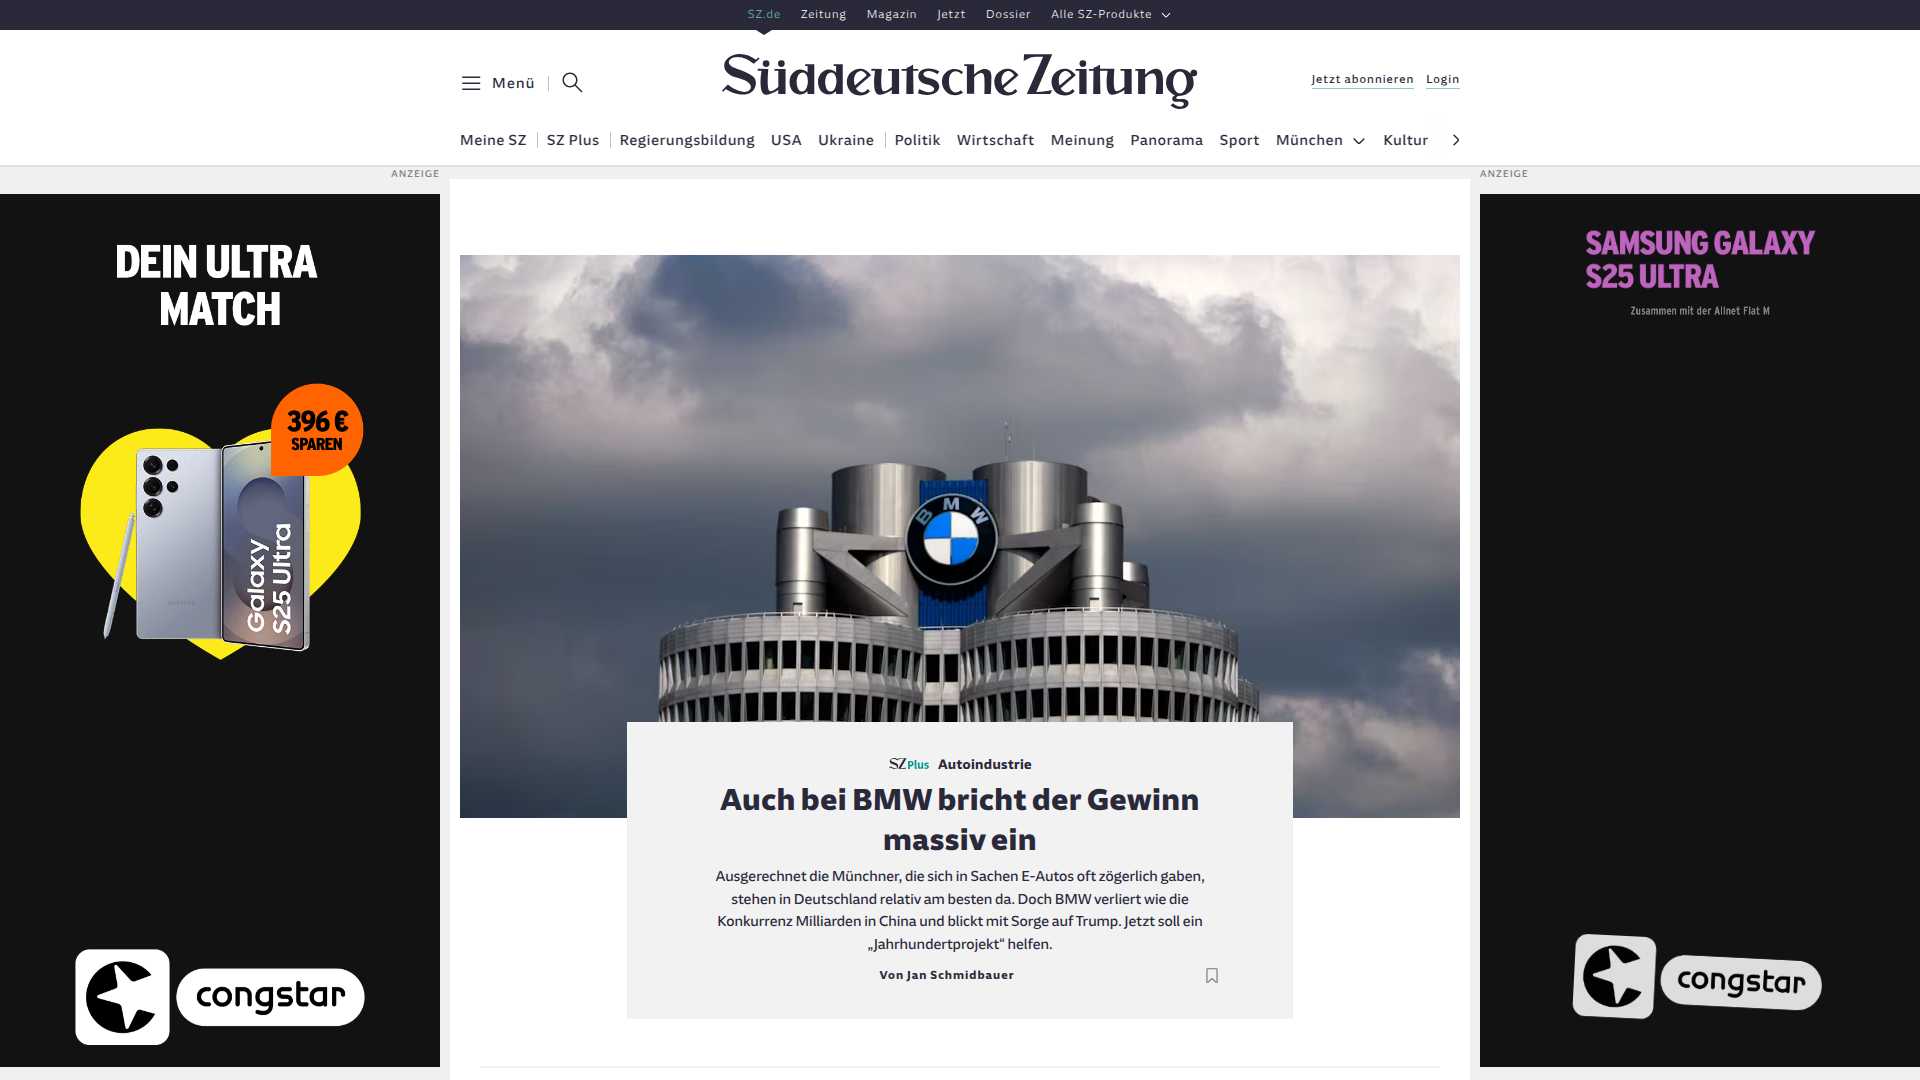 SZ.de Zeitung Magazin Jetzt Dossier Alle SZ-Produkte
Menü
Süddeutsche Zeitung
Jetzt abonnieren Login
Meine SZ SZ Plus Regierungsbildung USA Ukraine Politik Wirtschaft Meinung Panorama Sport München Kultur
ANZEIGE
DEIN ULTRA
MATCH
396 €
SPAREN
Galaxy
S25 Ultra
congstar
BMW
SZ Plus Autoindustrie
Auch bei BMW bricht der Gewinn
massiv ein
Ausgerechnet die Münchner, die sich in Sachen E-Autos oft zögerlich gaben,
stehen in Deutschland relativ am besten da. Doch BMW verliert wie die
Konkurrenz Milliarden in China und blickt mit Sorge auf Trump. Jetzt soll ein
„Jahrhundertprojekt“ helfen.
Von Jan Schmidbauer
ANZEIGE
SAMSUNG GALAXY
S25 ULTRA
Zusammen mit der Allnet Flat M
congstar